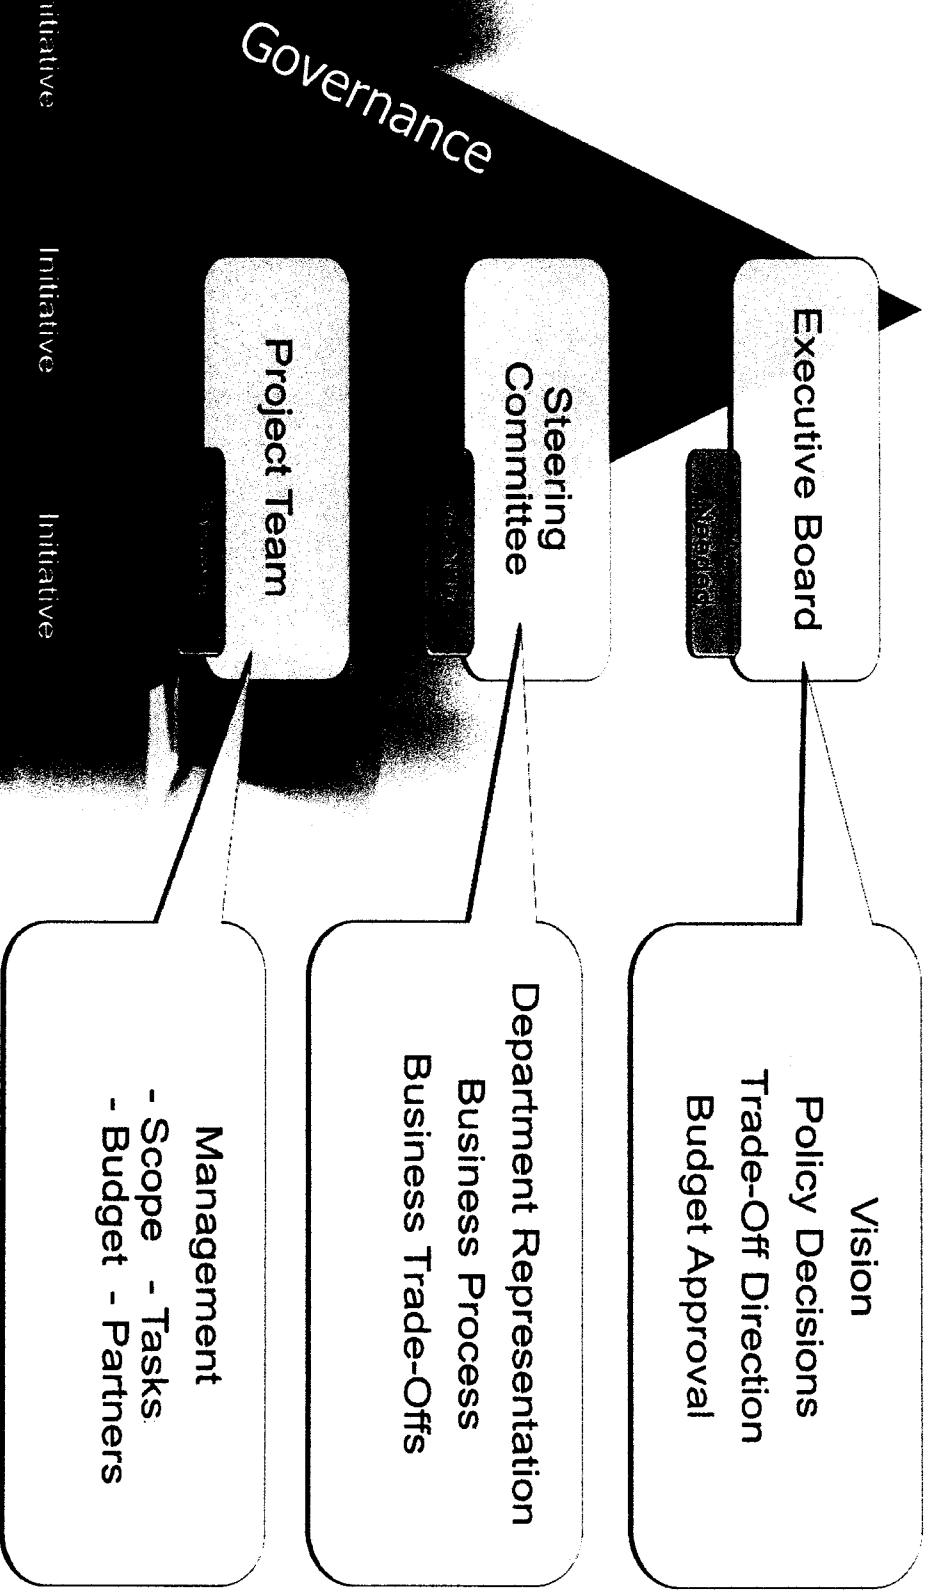 Governance
Executive Board
Vision
Policy Decisions
Trade-Off Direction
Budget Approval
Steering
Committee
Department Representation
Business Process
Business Trade-Offs
Project Team
Management
- Scope - Tasks
- Budget - Partners
nitiative
Initiative
Initiative